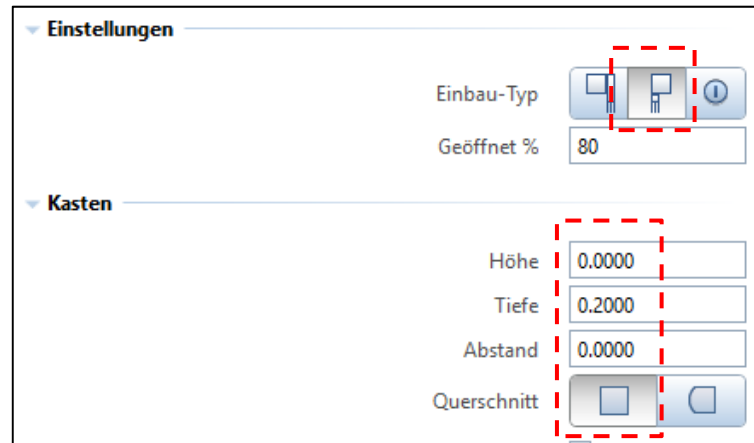 Einstellungen
Einbau-Typ
Geöffnet % 80
Kasten
Höhe 0.0000
Tiefe 0.2000
Abstand 0.0000
Querschnitt